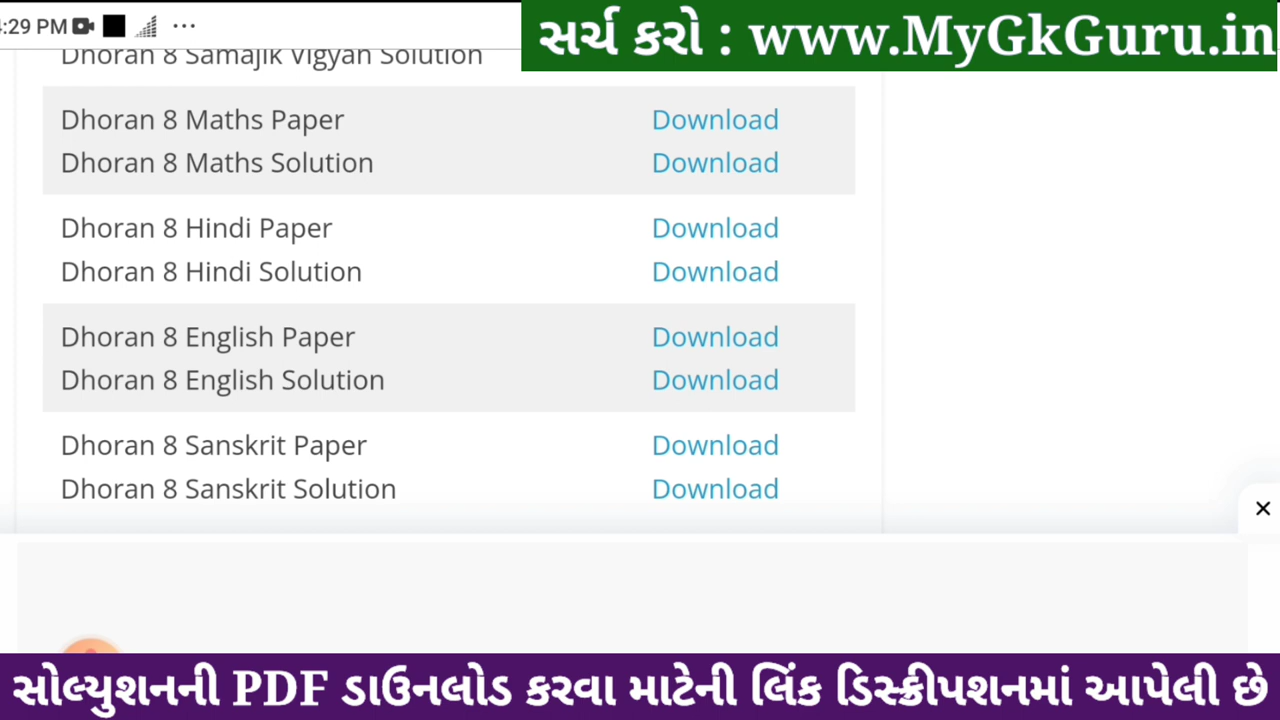 :29 PM
સર્ચ કરો : www.MyGkGuru.in
Dhoran 8 Samajik Vigyan Solution
Dhoran 8 Maths Paper Download
Dhoran 8 Maths Solution Download
Dhoran 8 Hindi Paper Download
Dhoran 8 Hindi Solution Download
Dhoran 8 English Paper Download
Dhoran 8 English Solution Download
Dhoran 8 Sanskrit Paper Download
Dhoran 8 Sanskrit Solution Download
સોલ્યુશનની PDF ડાઉનલોડ કરવા માટેની લિંક ડિસ્ક્રીપશનમાં આપેલી છે